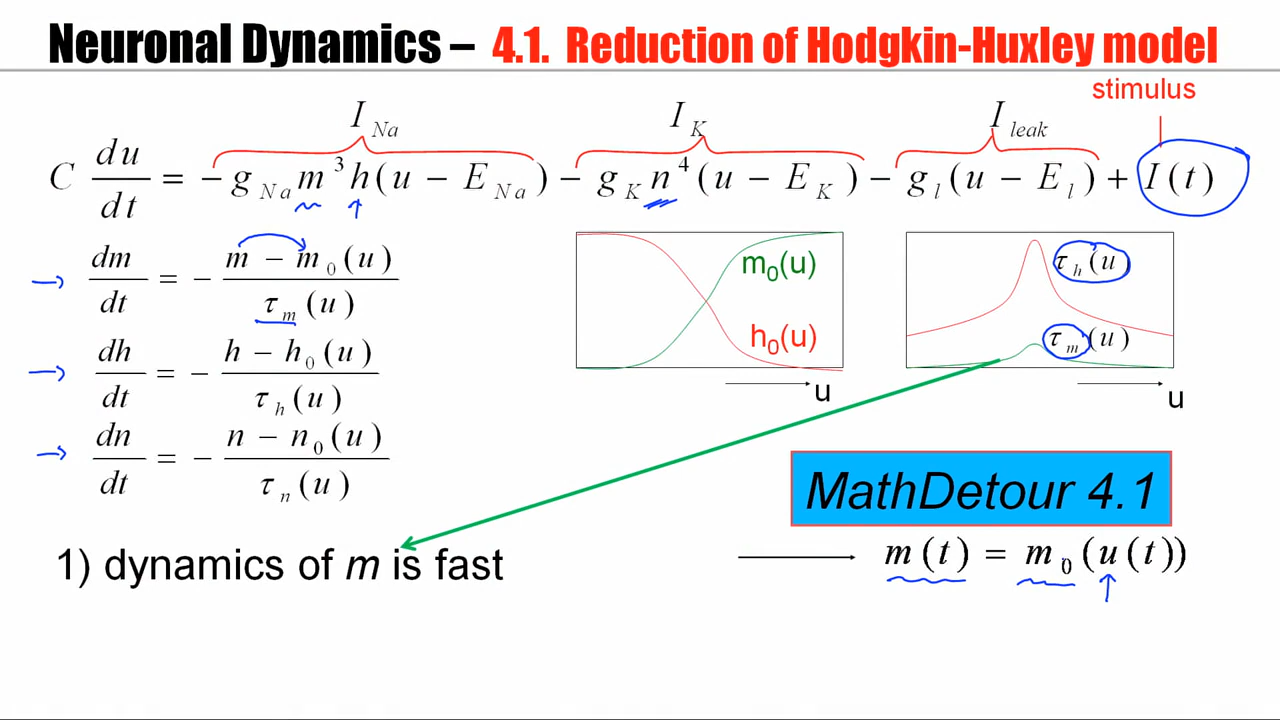 Neuronal Dynamics – 4.1. Reduction of Hodgkin-Huxley model
stimulus
I_Na I_K I_leak
C du/dt = − g_Na m^3 h (u − E_Na) − g_K n^4 (u − E_K) − g_l (u − E_l) + I(t)
dm/dt = − (m − m_0(u)) / τ_m(u)
dh/dt = − (h − h_0(u)) / τ_h(u)
dn/dt = − (n − n_0(u)) / τ_n(u)
m_0(u)
h_0(u)
u
τ_h(u)
τ_m(u)
u
MathDetour 4.1
1) dynamics of m is fast
m(t) = m_0(u(t))